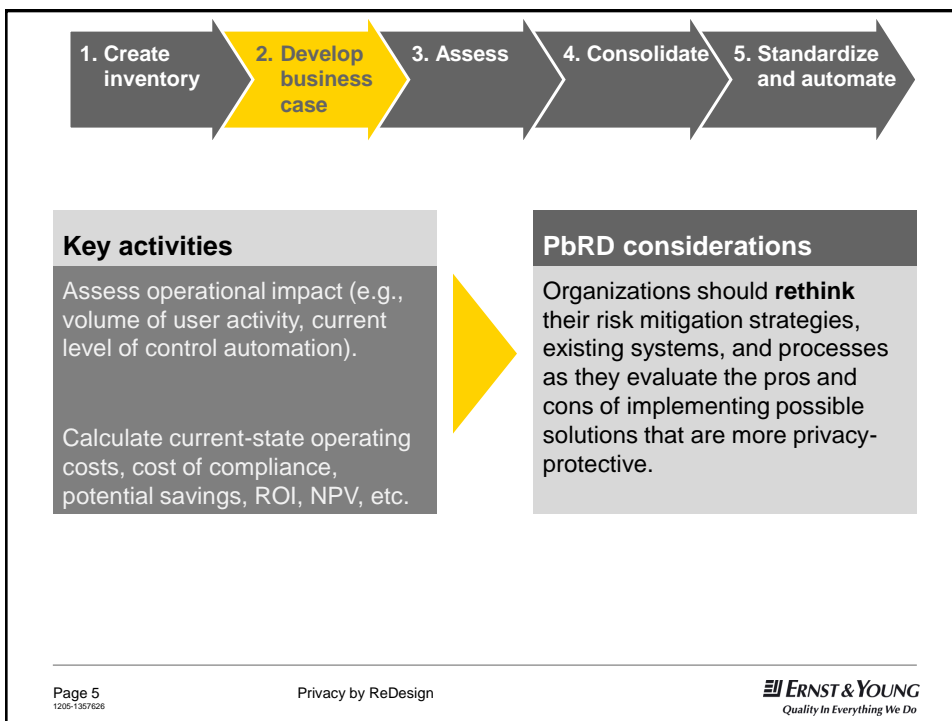 1. Create
inventory
2. Develop
business
case
3. Assess
4. Consolidate
5. Standardize
and automate
Key activities
Assess operational impact (e.g.,
volume of user activity, current
level of control automation).
Calculate current-state operating
costs, cost of compliance,
potential savings, ROI, NPV, etc.
PbRD considerations
Organizations should rethink
their risk mitigation strategies,
existing systems, and processes
as they evaluate the pros and
cons of implementing possible
solutions that are more privacy-
protective.
Page 5
1205-1357626
Privacy by ReDesign
ERNST & YOUNG
Quality In Everything We Do